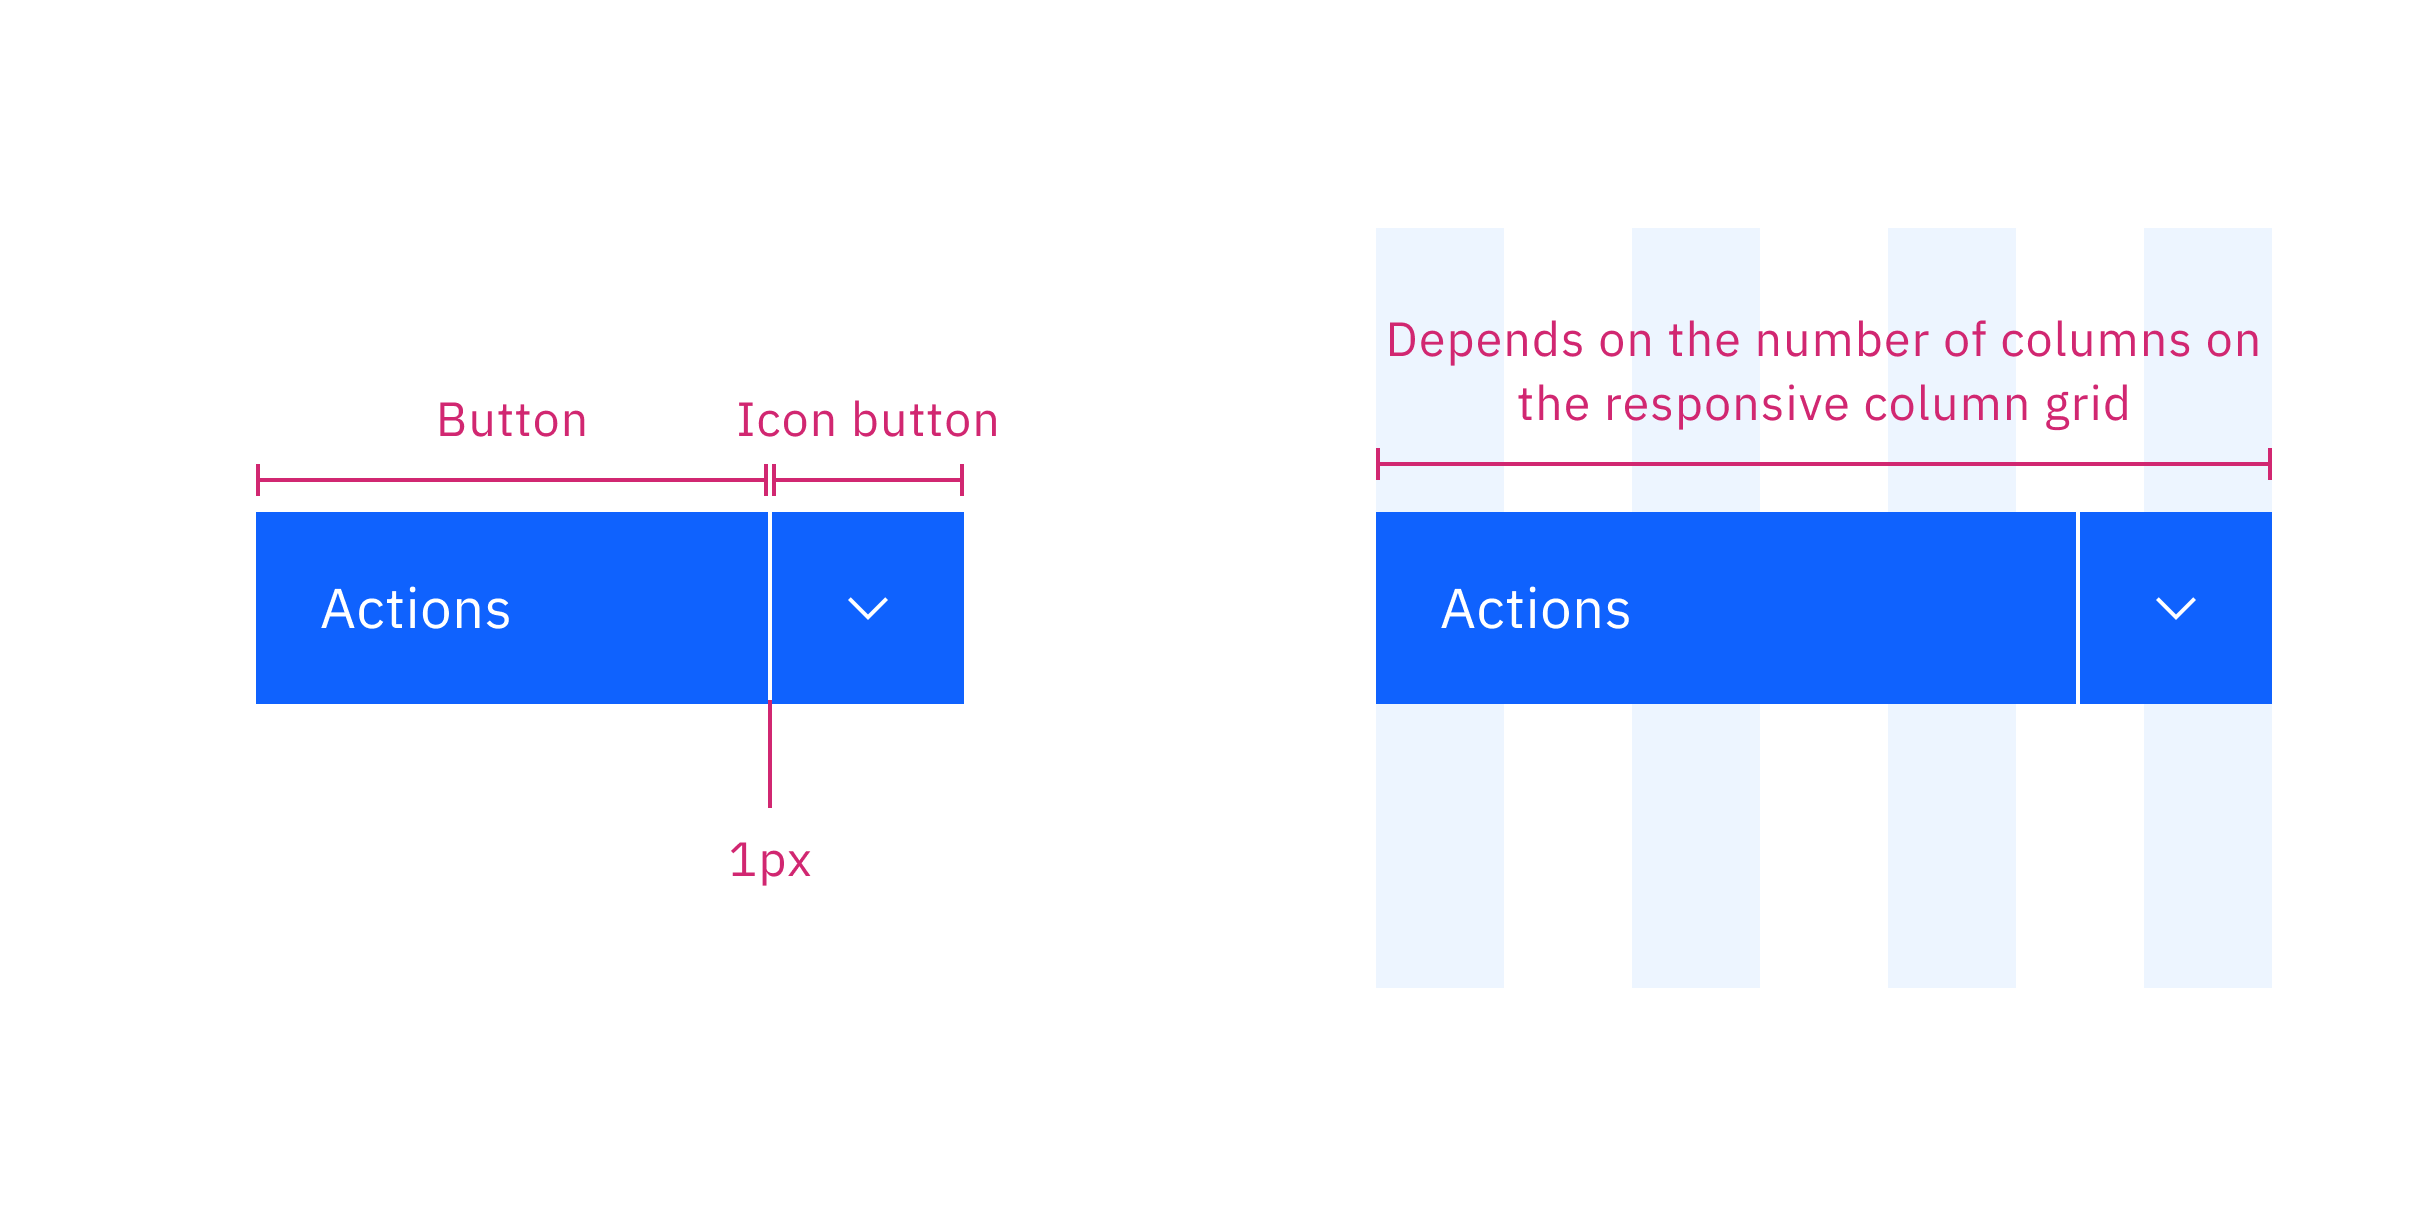 Button
Icon button
Actions
1px
Depends on the number of columns on
the responsive column grid
Actions